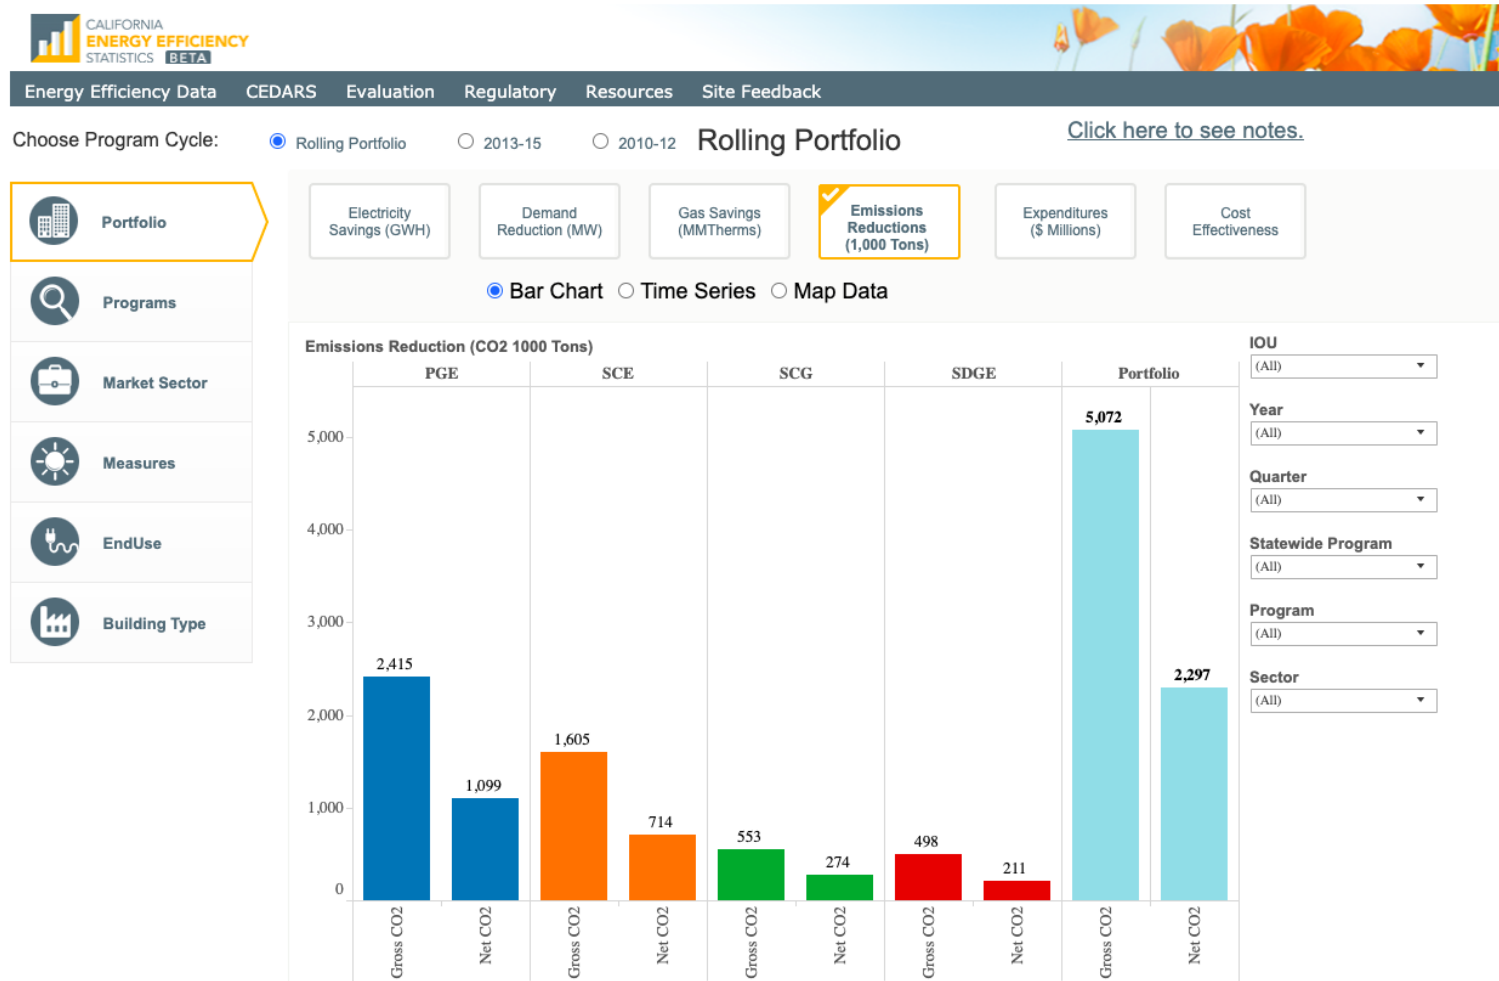 CALIFORNIA
ENERGY EFFICIENCY
STATISTICS BETA
Energy Efficiency Data CEDARS Evaluation Regulatory Resources Site Feedback
Choose Program Cycle: Rolling Portfolio 2013-15 2010-12 Rolling Portfolio Click here to see notes.
Portfolio
Programs
Market Sector
Measures
EndUse
Building Type
Electricity
Savings (GWH)
Demand
Reduction (MW)
Gas Savings
(MMTherms)
Emissions
Reductions
(1,000 Tons)
Expenditures
($ Millions)
Cost
Effectiveness
Bar Chart Time Series Map Data
Emissions Reduction (CO2 1000 Tons)
PGE SCE SCG SDGE Portfolio
5,000
4,000
3,000
2,000
1,000
0
2,415
1,099
1,605
714
553
274
498
211
5,072
2,297
Gross CO2
Net CO2
Gross CO2
Net CO2
Gross CO2
Net CO2
Gross CO2
Net CO2
Gross CO2
Net CO2
IOU
(All)
Year
(All)
Quarter
(All)
Statewide Program
(All)
Program
(All)
Sector
(All)